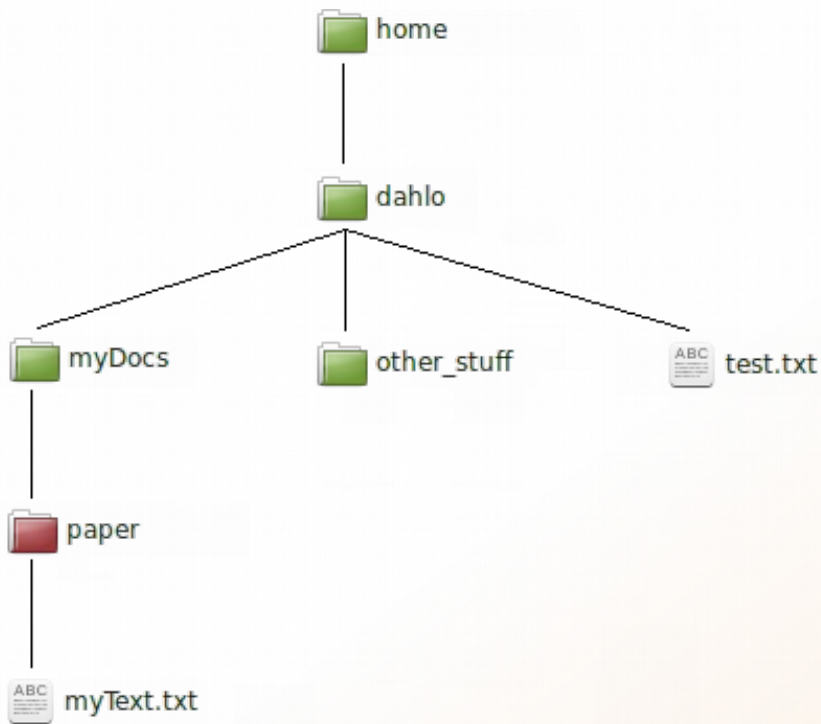 home
dahlo
myDocs
other_stuff
ABC
test.txt
paper
ABC
myText.txt